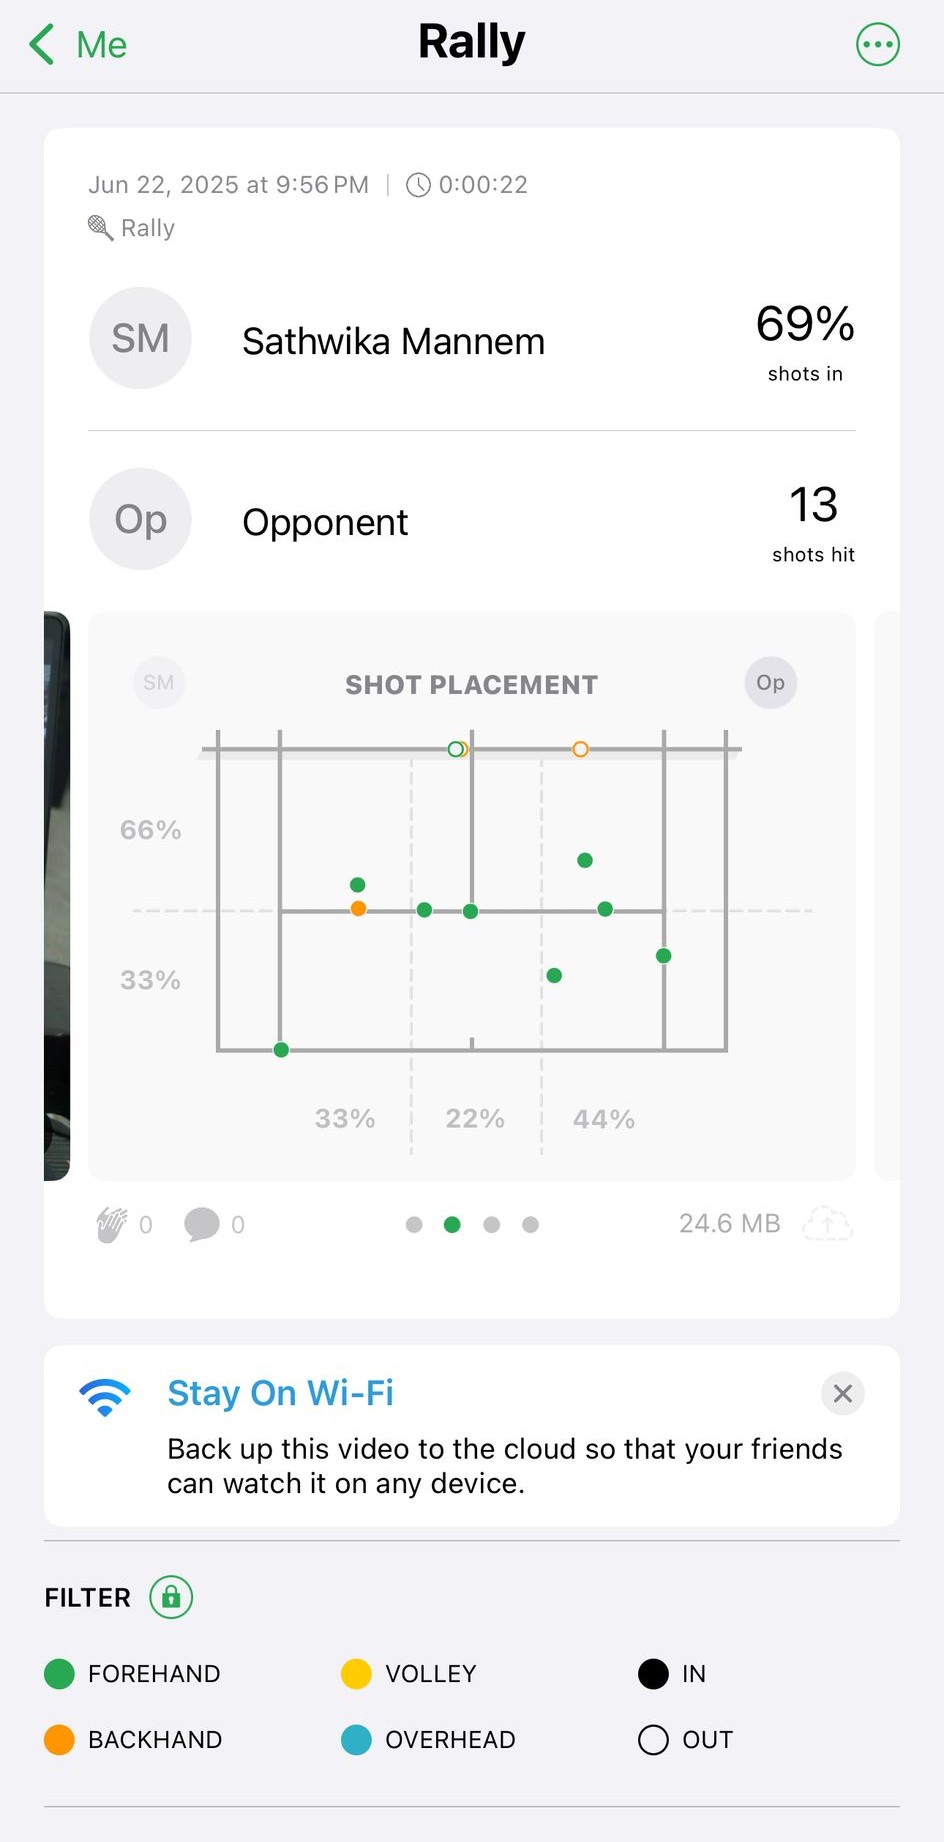 Me
Rally
Jun 22, 2025 at 9:56 PM | 0:00:22
Rally
SM
Sathwika Mannem
69%
shots in
Op
Opponent
13
shots hit
SM
SHOT PLACEMENT
Op
66%
33%
33%
22%
44%
0
0
24.6 MB
Stay On Wi-Fi
Back up this video to the cloud so that your friends
can watch it on any device.
FILTER
FOREHAND
VOLLEY
IN
BACKHAND
OVERHEAD
OUT